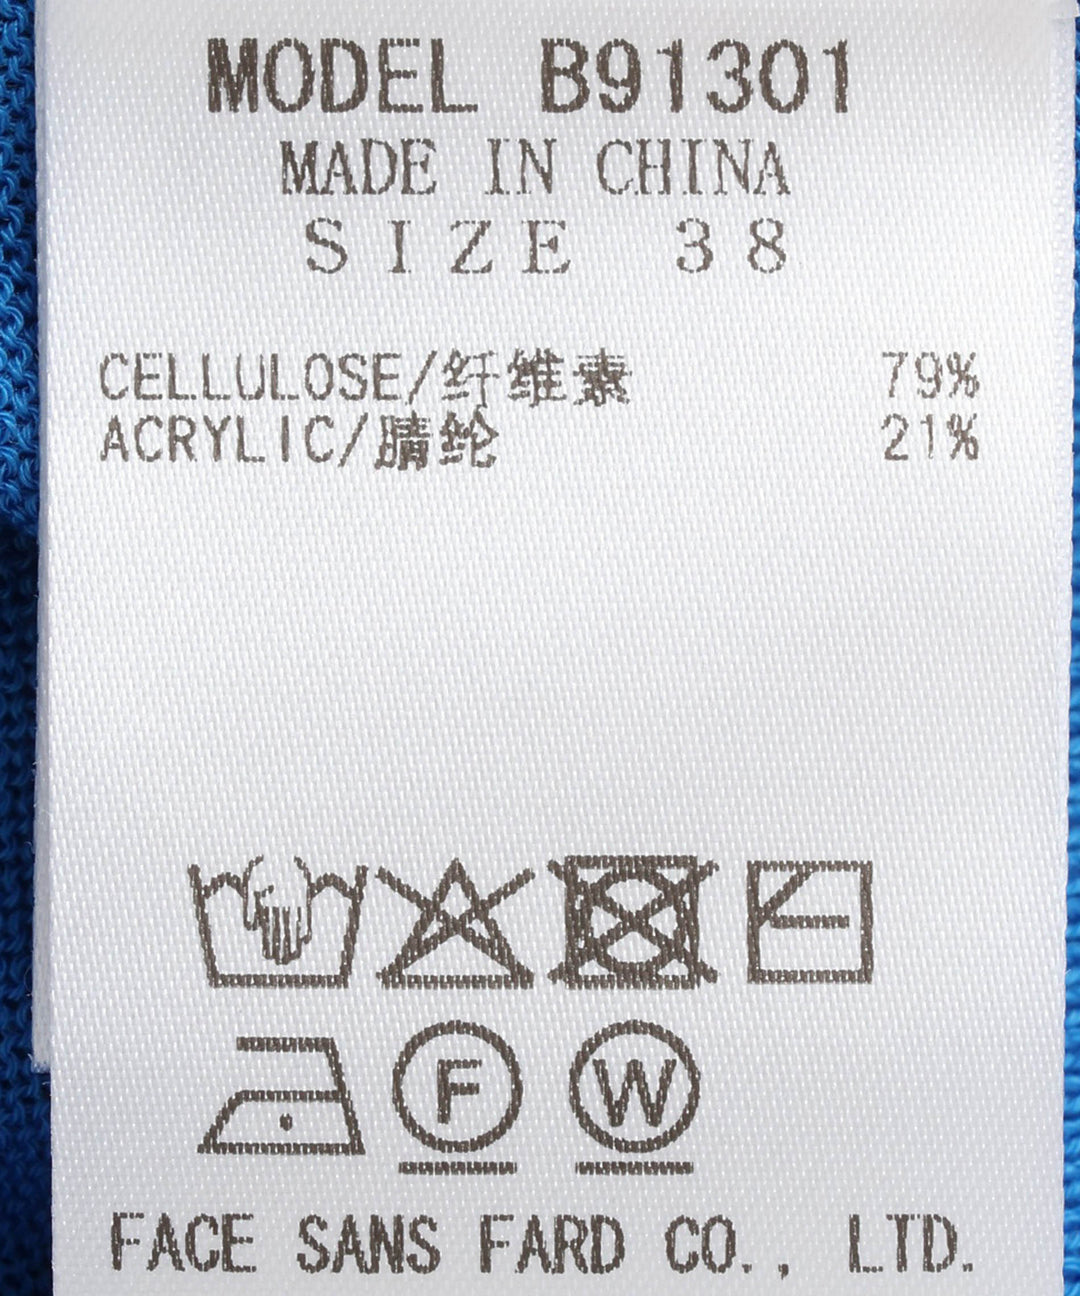 MODEL B91301
MADE IN CHINA
SIZE 38
CELLULOSE/纤维素 79%
ACRYLIC/腈纶 21%
F W
FACE SANS FARD CO., LTD.